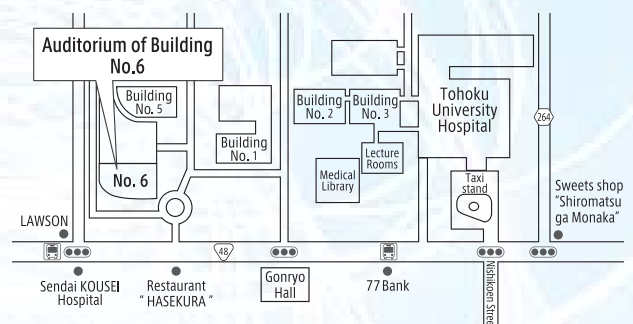 Auditorium of Building
No.6
Building
No. 5
No. 6
Building
No. 1
Building
No. 2
Building
No. 3
Lecture
Rooms
Medical
Library
Tohoku
University
Hospital
Taxi
stand
264
Sweets shop
"Shiromatsu
ga Monaka"
LAWSON
48
Sendai KOUSEI
Hospital
Restaurant
" HASEKURA "
Gonryo
Hall
77 Bank
Nishikoen Stree